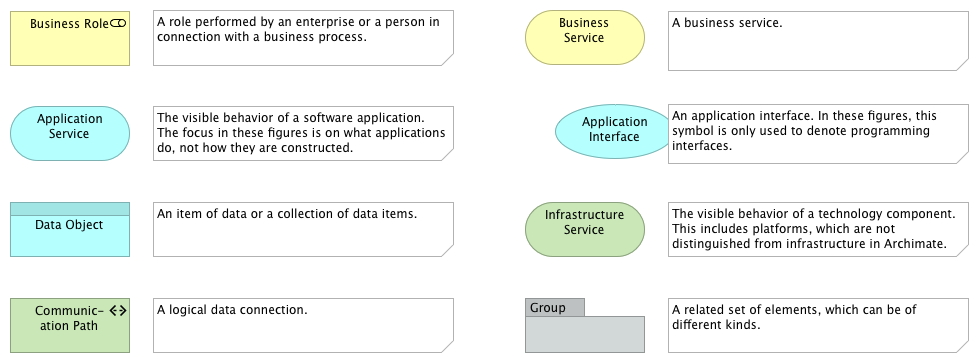 Business Role
A role performed by an enterprise or a person in
connection with a business process.
Business
Service
A business service.
Application
Service
The visible behavior of a software application.
The focus in these figures is on what applications
do, not how they are constructed.
Application
Interface
An application interface. In these figures, this
symbol is only used to denote programming
interfaces.
Data Object
An item of data or a collection of data items.
Infrastructure
Service
The visible behavior of a technology component.
This includes platforms, which are not
distinguished from infrastructure in Archimate.
Communic-
ation Path
A logical data connection.
Group
A related set of elements, which can be of
different kinds.